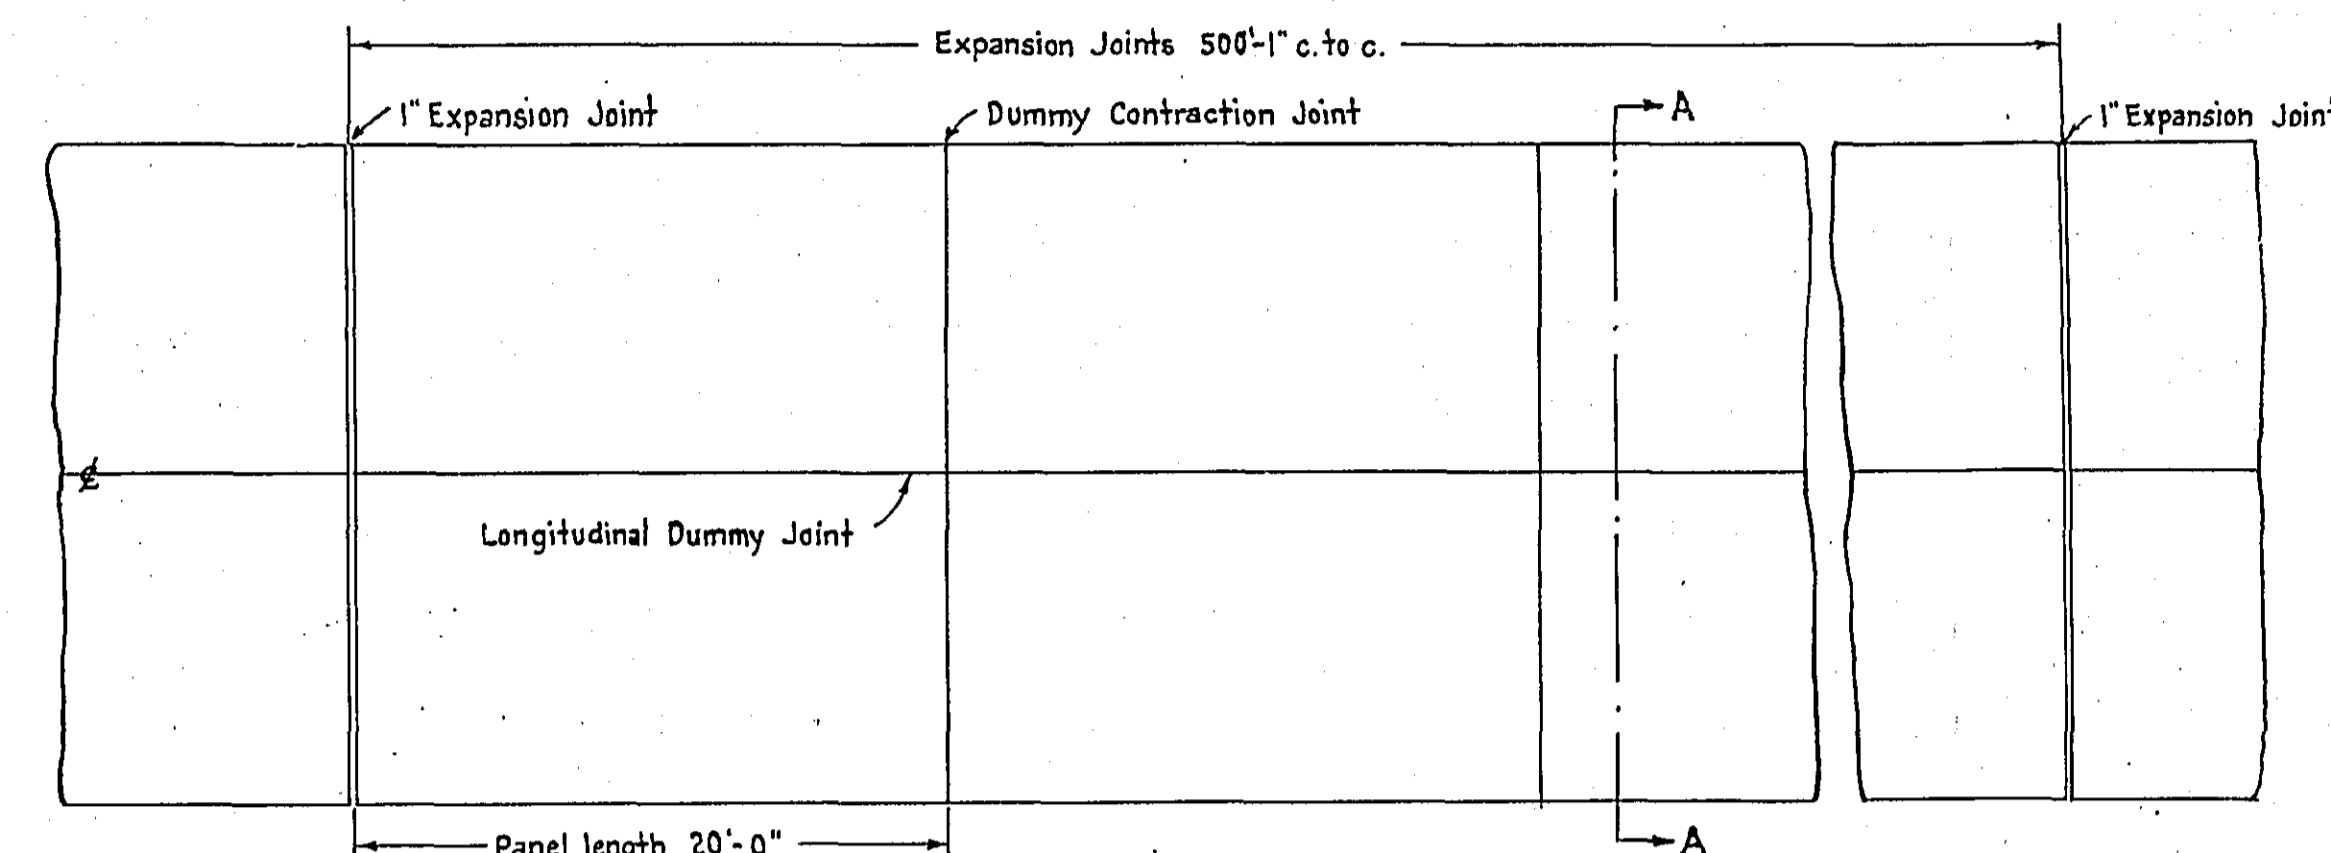 Expansion Joints 500'-1" c. to c.
1" Expansion Joint
Dummy Contraction Joint
A
1" Expansion Joint
℄
Longitudinal Dummy Joint
Panel length 20'-0"
A